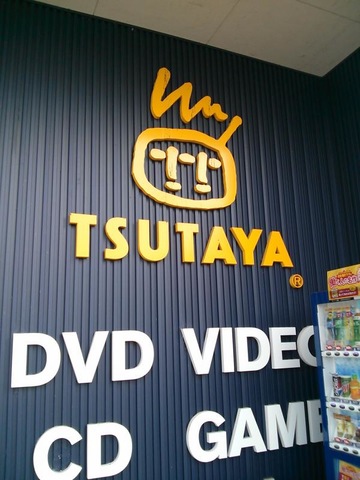 TSUTAYA
®
DVD VIDEO
CD GAME